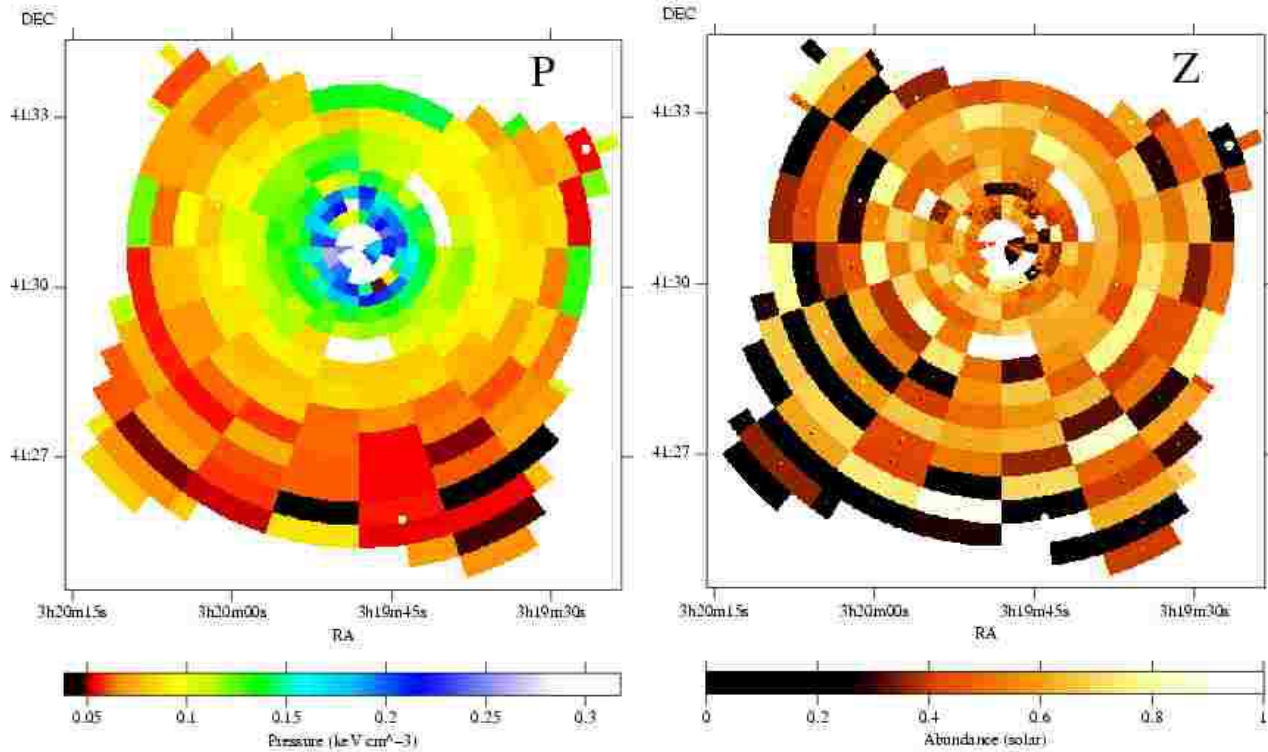 DEC
P
41:33
41:30
41:27
3h20m15s 3h20m00s 3h19m45s 3h19m30s
RA
0.05 0.1 0.15 0.2 0.25 0.3
Pressure (keV cm^-3)
DEC
Z
41:33
41:30
41:27
3h20m15s 3h20m00s 3h19m45s 3h19m30s
RA
0 0.2 0.4 0.6 0.8 1
Abundance (solar)